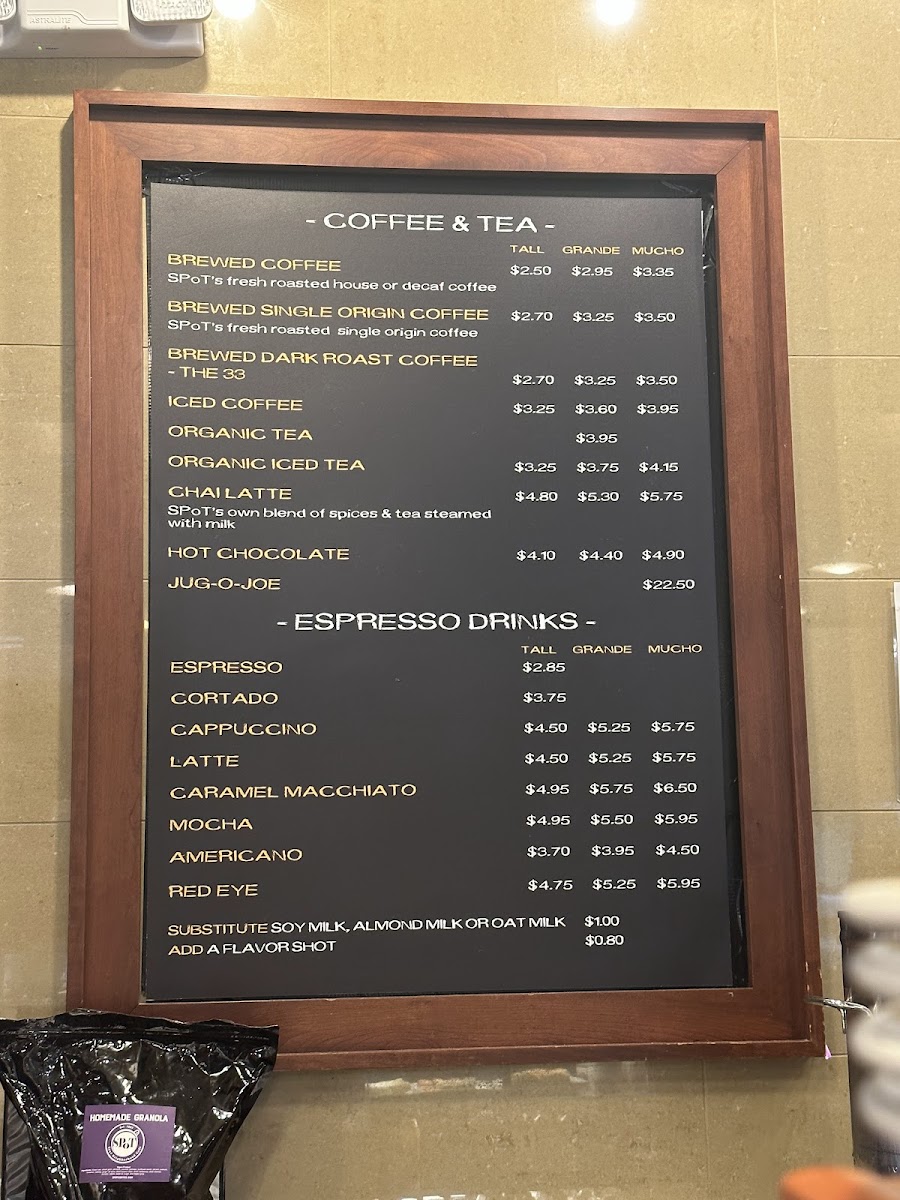 ASTRALITE
- COFFEE & TEA -
TALL GRANDE MUCHO
BREWED COFFEE $2.50 $2.95 $3.35
SPoT's fresh roasted house or decaf coffee
BREWED SINGLE ORIGIN COFFEE $2.70 $3.25 $3.50
SPoT's fresh roasted single origin coffee
BREWED DARK ROAST COFFEE
- THE 33 $2.70 $3.25 $3.50
ICED COFFEE $3.25 $3.60 $3.95
ORGANIC TEA $3.95
ORGANIC ICED TEA $3.25 $3.75 $4.15
CHAI LATTE $4.80 $5.30 $5.75
SPoT's own blend of spices & tea steamed
with milk
HOT CHOCOLATE $4.10 $4.40 $4.90
JUG-O-JOE $22.50
- ESPRESSO DRINKS -
TALL GRANDE MUCHO
ESPRESSO $2.85
CORTADO $3.75
CAPPUCCINO $4.50 $5.25 $5.75
LATTE $4.50 $5.25 $5.75
CARAMEL MACCHIATO $4.95 $5.75 $6.50
MOCHA $4.95 $5.50 $5.95
AMERICANO $3.70 $3.95 $4.50
RED EYE $4.75 $5.25 $5.95
SUBSTITUTE SOY MILK, ALMOND MILK OR OAT MILK $1.00
ADD A FLAVOR SHOT $0.80
HOMEMADE GRANOLA
SPoT